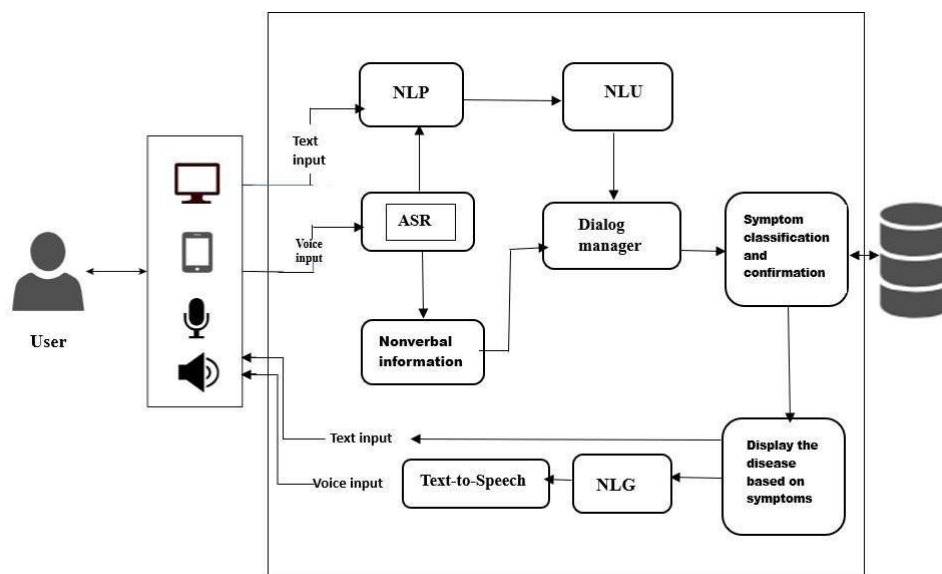 NLP
NLU
Text
input
ASR
Voice
input
Dialog
manager
Symptom
classification
and
confirmation
User
Nonverbal
information
Text input
Display the
disease
based on
symptoms
Voice input
Text-to-Speech
NLG